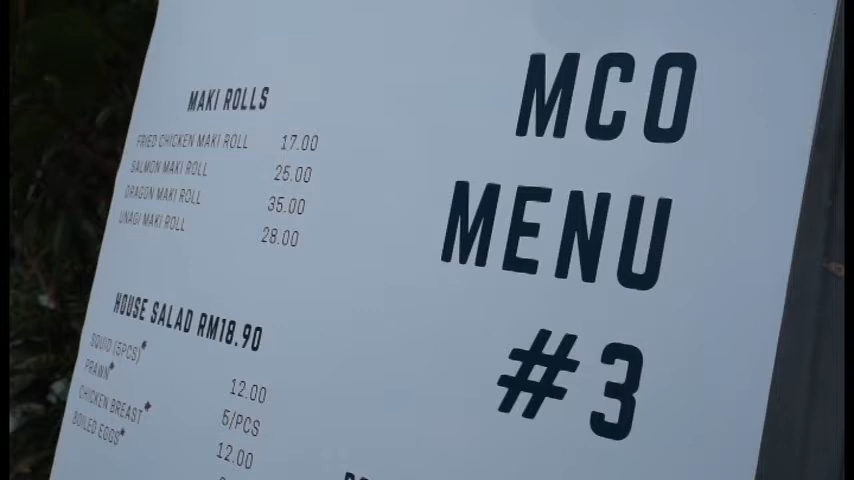 MCO
MENU
#3
MAKI ROLLS
FRIED CHICKEN MAKI ROLL 17.00
SALMON MAKI ROLL 25.00
DRAGON MAKI ROLL 35.00
UNAGI MAKI ROLL 28.00
HOUSE SALAD RM18.90
SQUID (5PCS)* 12.00
PRAWN* 5/PCS
CHICKEN BREAST* 12.00
BOILED EGGS*